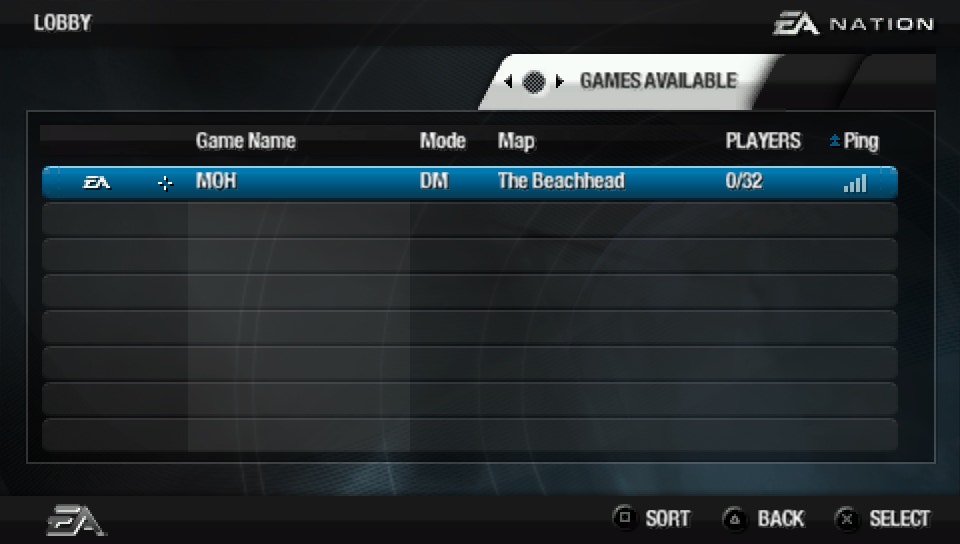 LOBBY
EA NATION
GAMES AVAILABLE
Game Name Mode Map PLAYERS Ping
EA MOH DM The Beachhead 0/32
EA SORT BACK SELECT